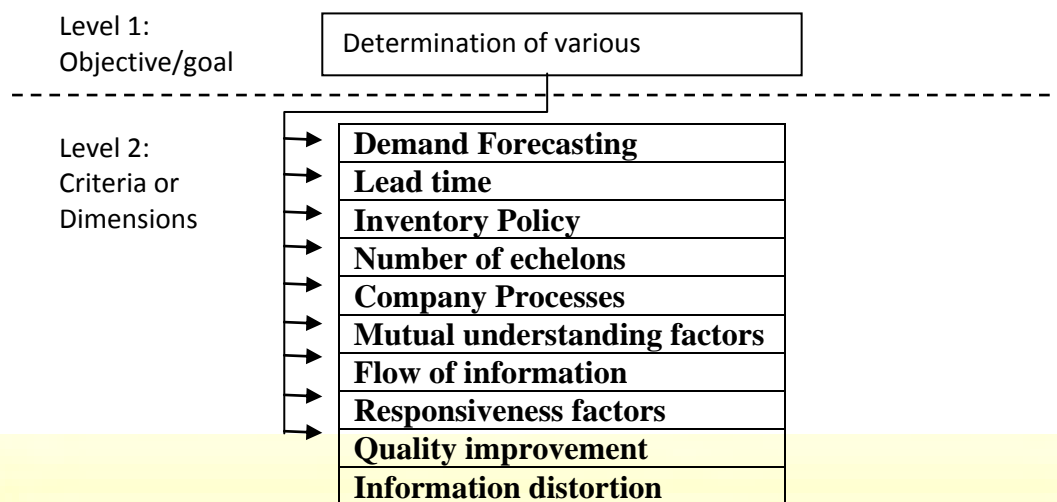 Level 1:
Objective/goal
Determination of various
Level 2:
Criteria or
Dimensions
Demand Forecasting
Lead time
Inventory Policy
Number of echelons
Company Processes
Mutual understanding factors
Flow of information
Responsiveness factors
Quality improvement
Information distortion